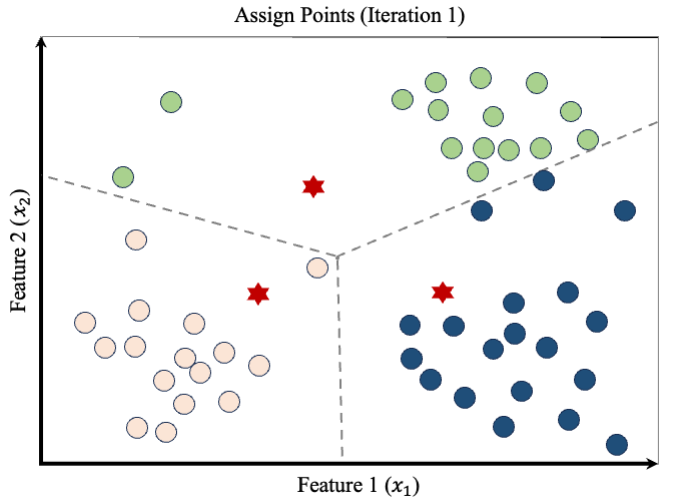 Assign Points (Iteration 1)
Feature 2 (x₂)
Feature 1 (x₁)